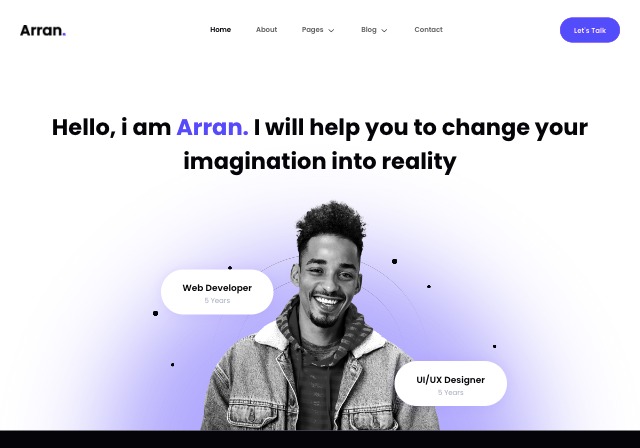 Arran.
Home
About
Pages
Blog
Contact
Let's Talk
Hello, i am Arran. I will help you to change your
imagination into reality
Web Developer
5 Years
UI/UX Designer
5 Years